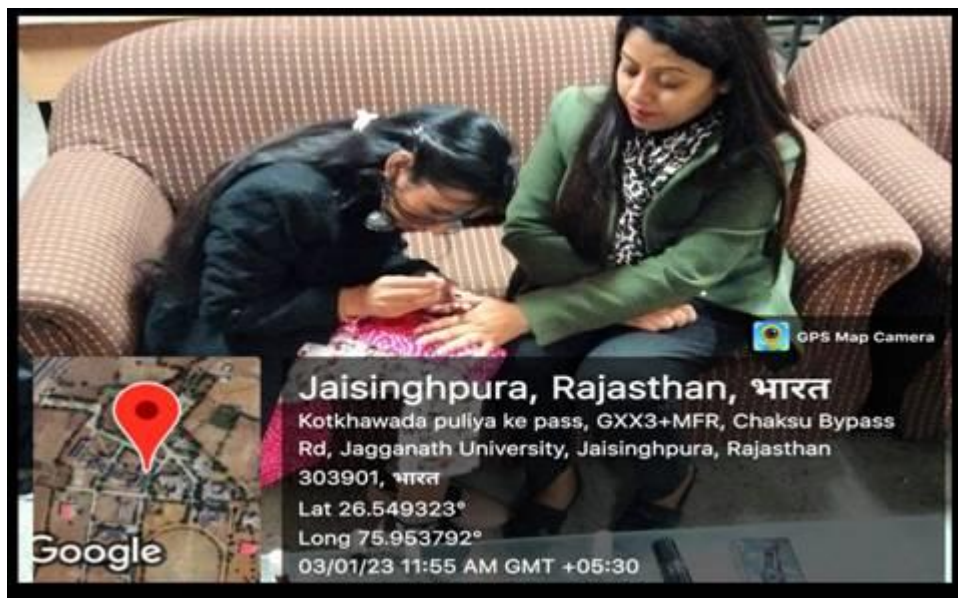 GPS Map Camera
Jaisinghpura, Rajasthan, भारत
Kotkhawada puliya ke pass, GXX3+MFR, Chaksu Bypass
Rd, Jagganath University, Jaisinghpura, Rajasthan
303901, भारत
Lat 26.549323°
Long 75.953792°
03/01/23 11:55 AM GMT +05:30
Google